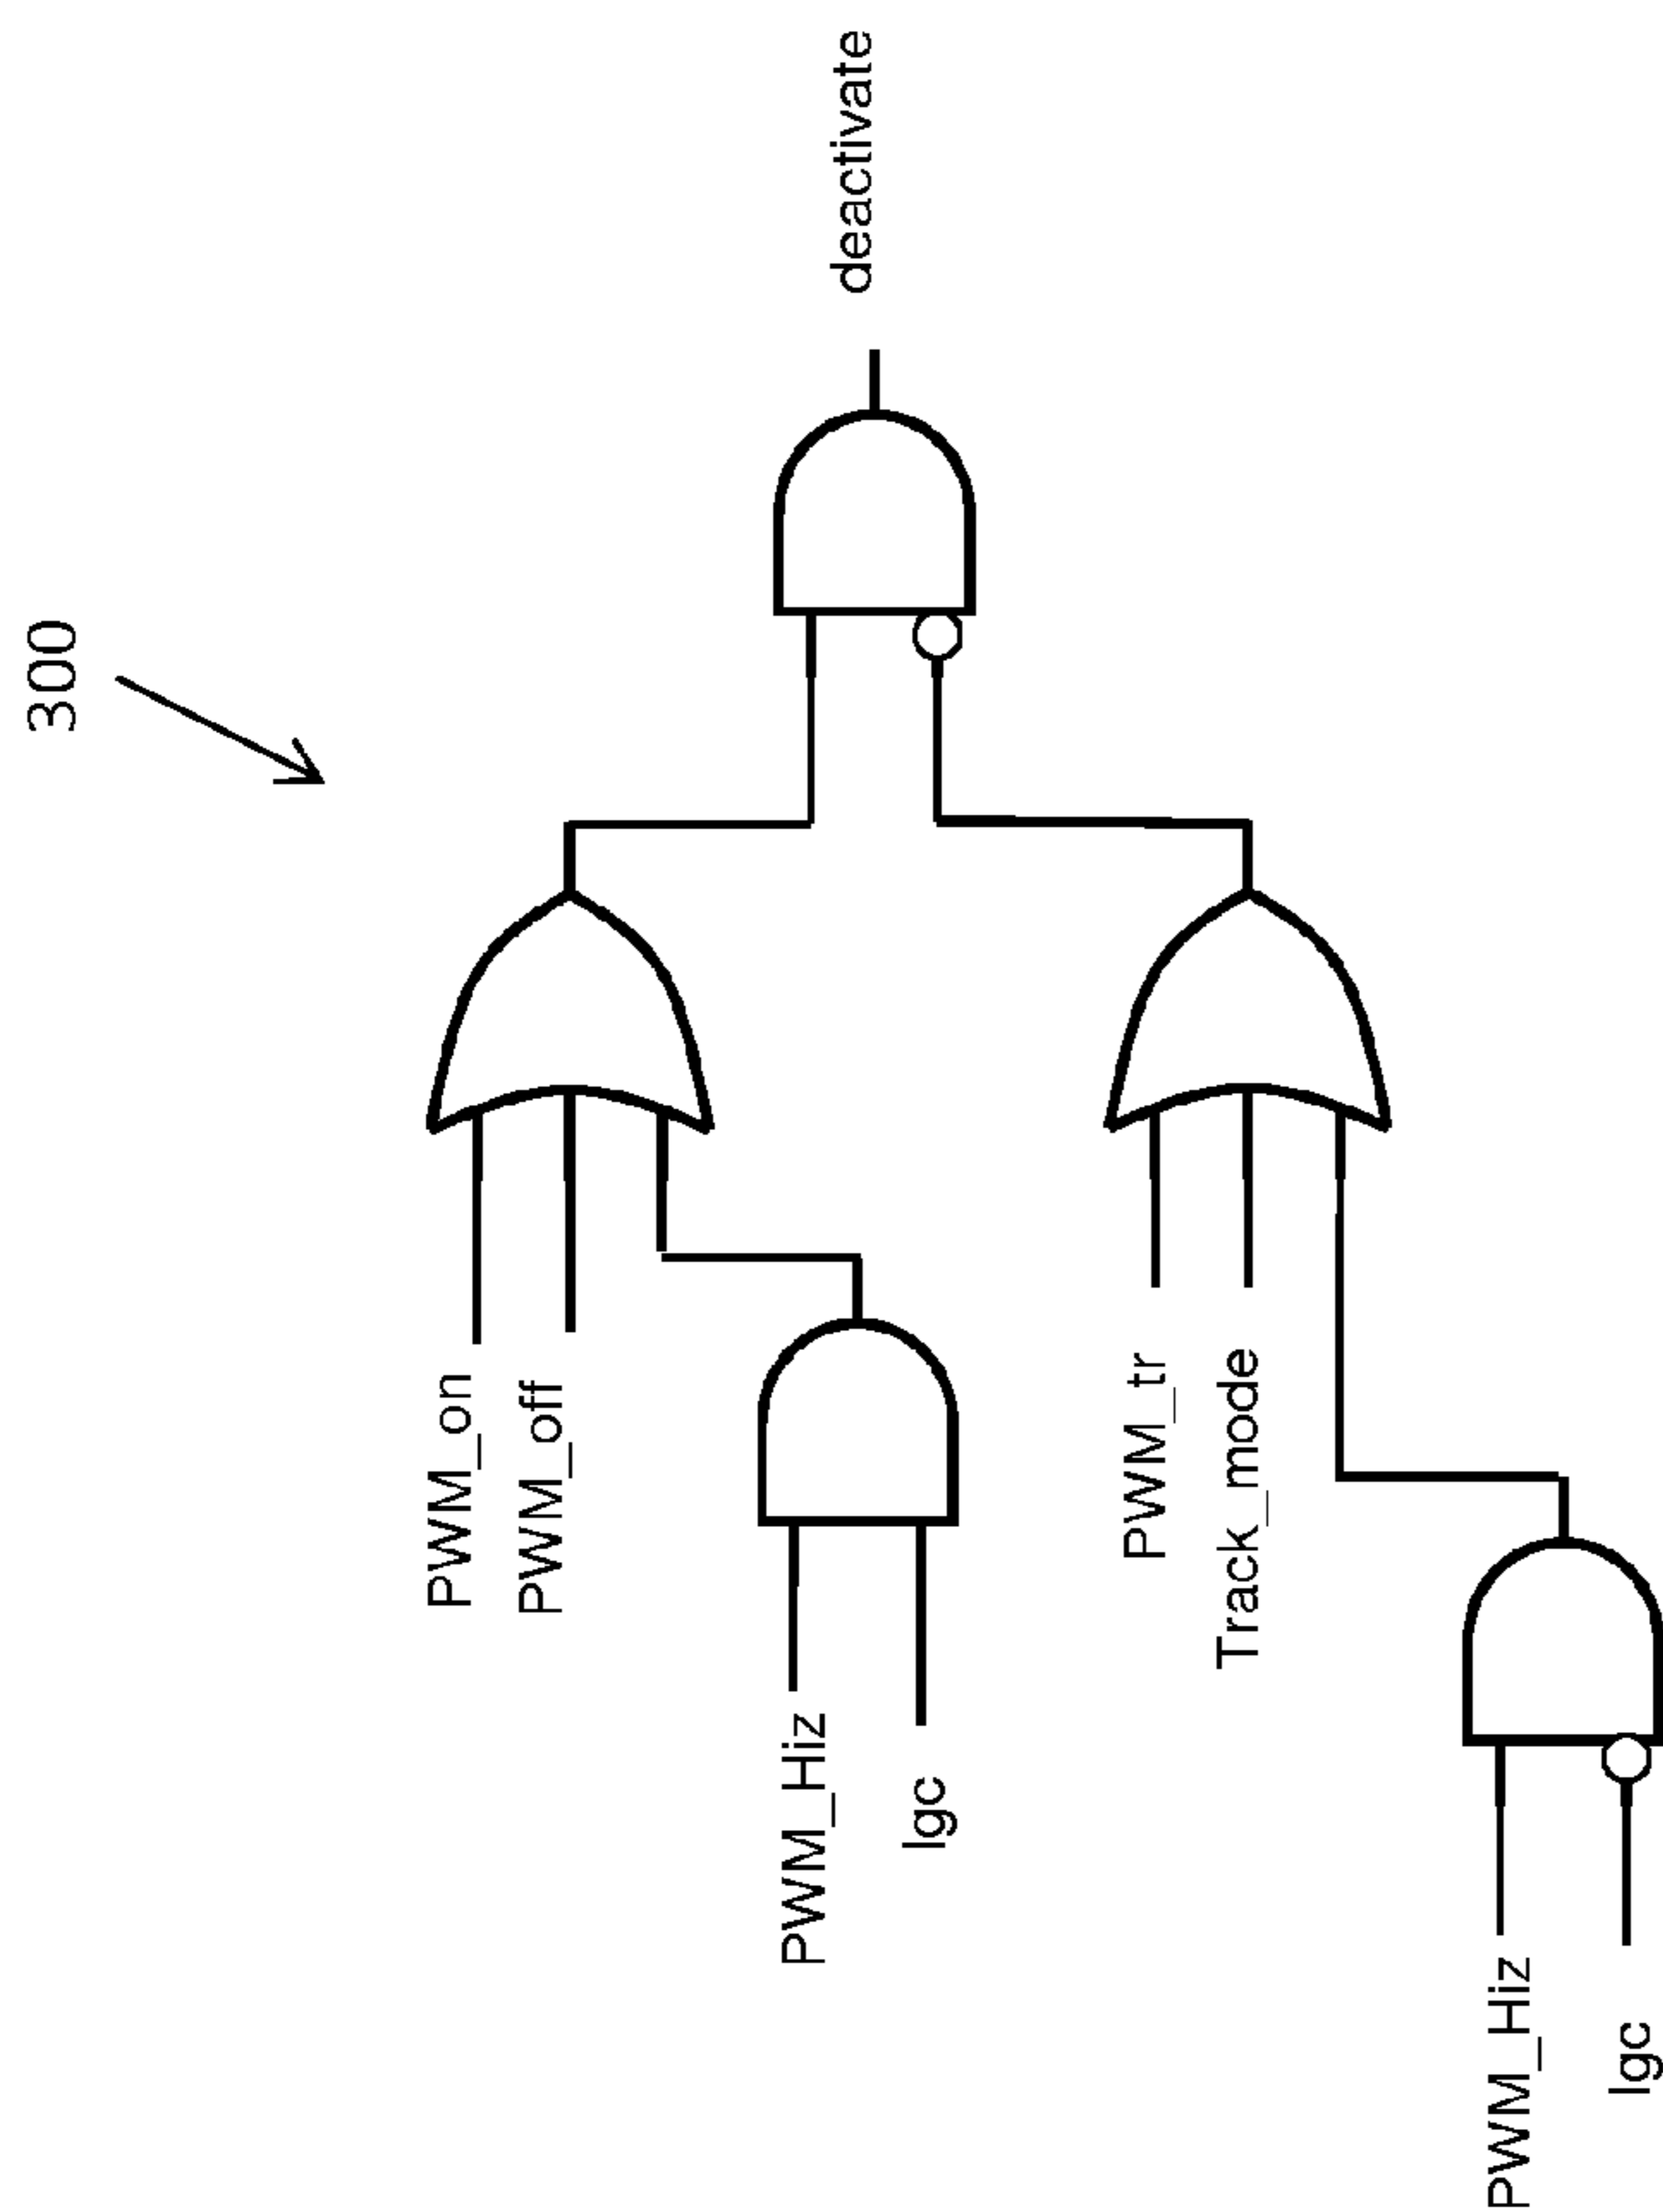 300
PWM_on
PWM_off
PWM_Hiz
lgc
PWM_tr
Track_mode
PWM_Hiz
lgc
deactivate